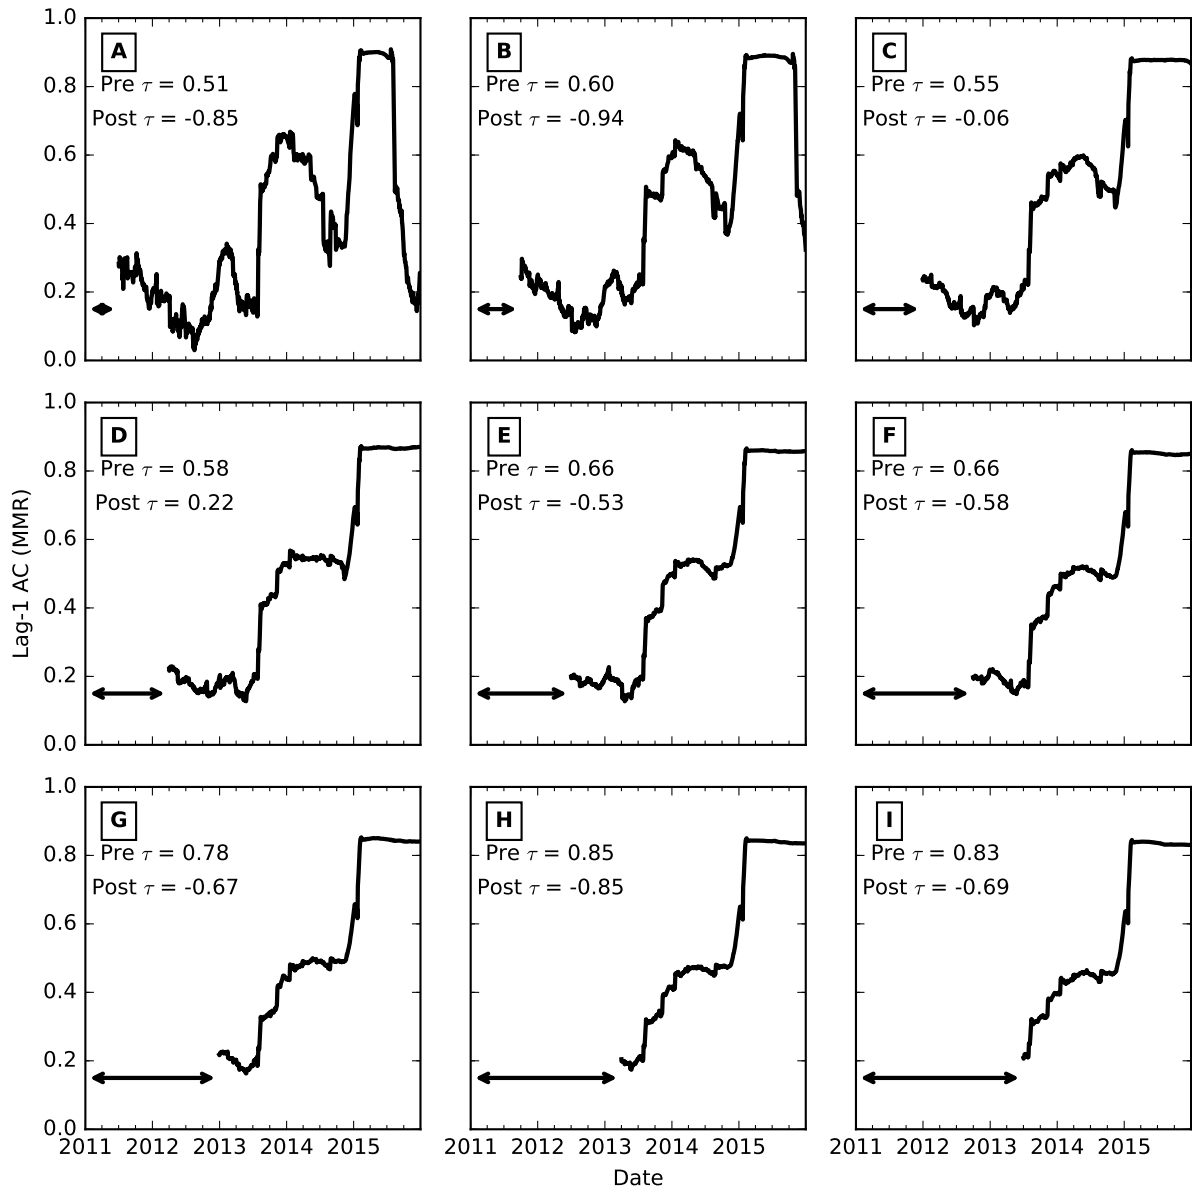 1.0
0.8
0.6
0.4
0.2
0.0
A
Pre τ = 0.51
Post τ = -0.85
B
Pre τ = 0.60
Post τ = -0.94
C
Pre τ = 0.55
Post τ = -0.06
1.0
0.8
0.6
0.4
0.2
0.0
Lag-1 AC (MMR)
D
Pre τ = 0.58
Post τ = 0.22
E
Pre τ = 0.66
Post τ = -0.53
F
Pre τ = 0.66
Post τ = -0.58
1.0
0.8
0.6
0.4
0.2
0.0
G
Pre τ = 0.78
Post τ = -0.67
H
Pre τ = 0.85
Post τ = -0.85
I
Pre τ = 0.83
Post τ = -0.69
2011 2012 2013 2014 2015
2011 2012 2013 2014 2015
2011 2012 2013 2014 2015
Date